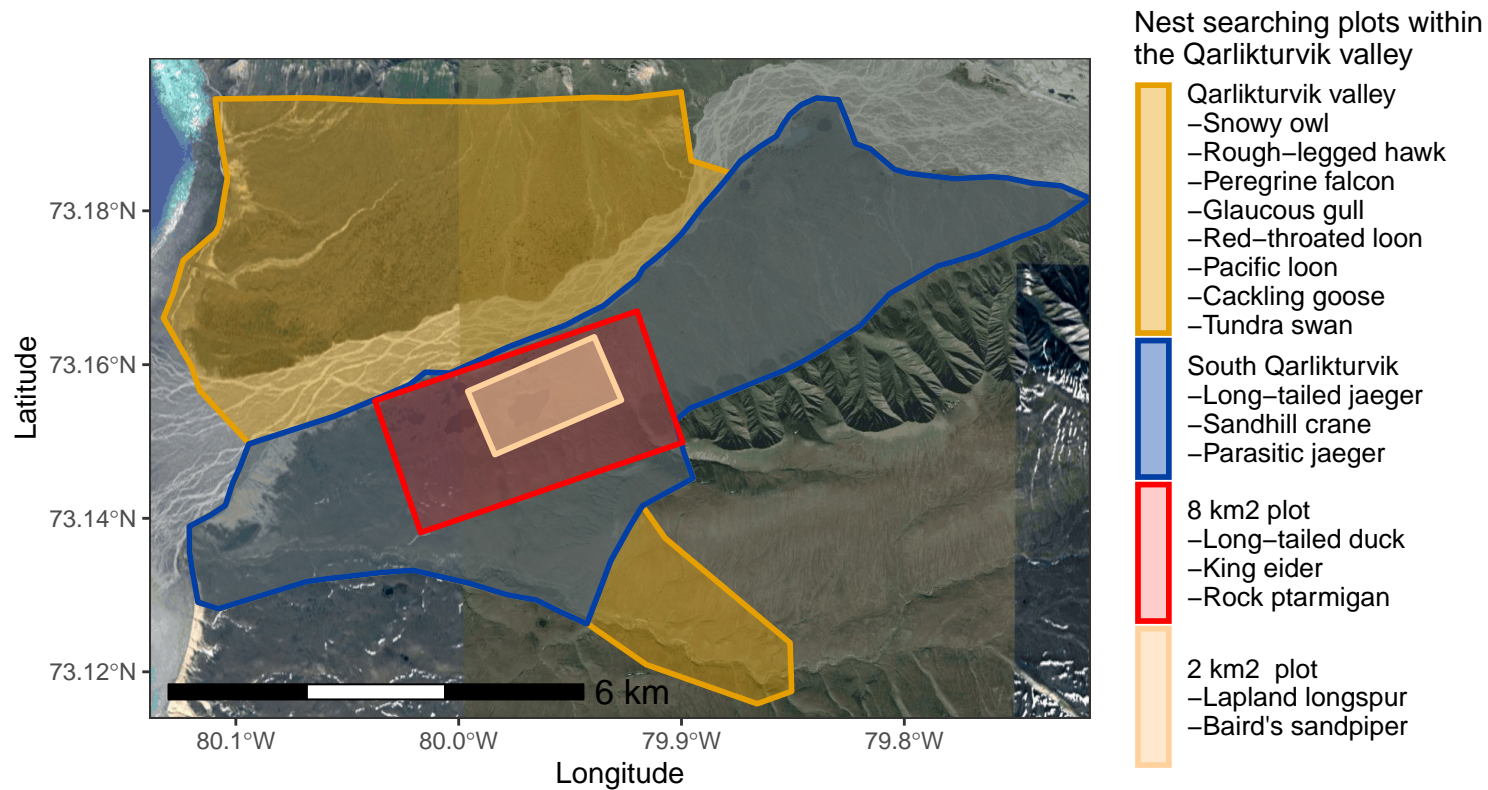 Nest searching plots within
the Qarlikturvik valley
Qarlikturvik valley
−Snowy owl
−Rough−legged hawk
−Peregrine falcon
−Glaucous gull
−Red−throated loon
−Pacific loon
−Cackling goose
−Tundra swan
South Qarlikturvik
−Long−tailed jaeger
−Sandhill crane
−Parasitic jaeger
8 km2 plot
−Long−tailed duck
−King eider
−Rock ptarmigan
2 km2  plot
−Lapland longspur
−Baird's sandpiper
Latitude
73.18°N
73.16°N
73.14°N
73.12°N
6 km
80.1°W
80.0°W
79.9°W
79.8°W
Longitude